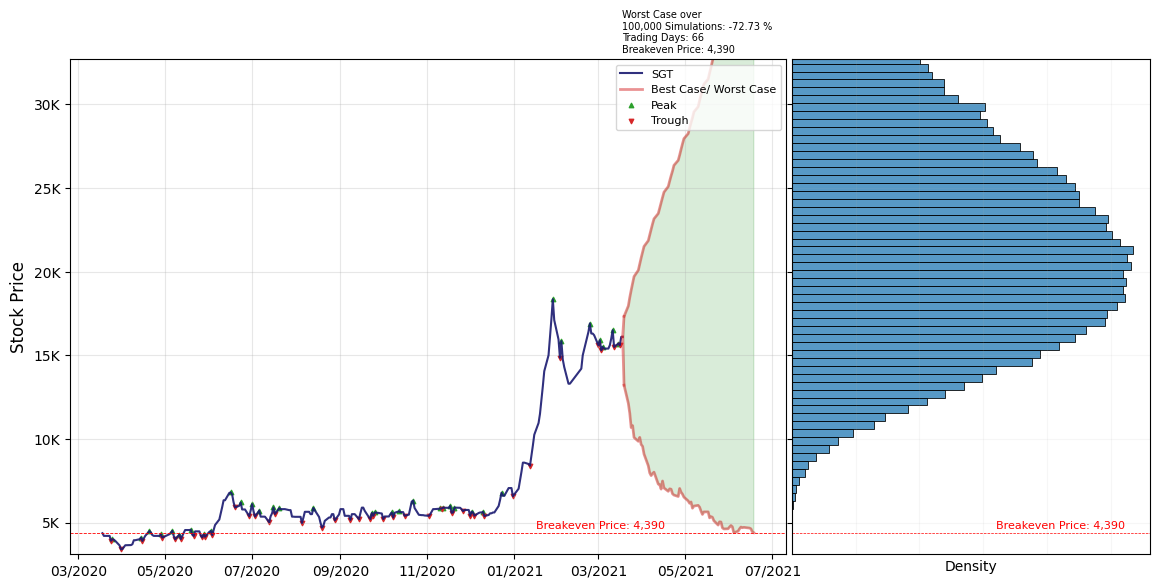 Worst Case over
100,000 Simulations: -72.73 %
Trading Days: 66
Breakeven Price: 4,390
SGT
Best Case/ Worst Case
Peak
Trough
Stock Price
30K
25K
20K
15K
10K
5K
Breakeven Price: 4,390
Breakeven Price: 4,390
03/2020 05/2020 07/2020 09/2020 11/2020 01/2021 03/2021 05/2021 07/2021
Density